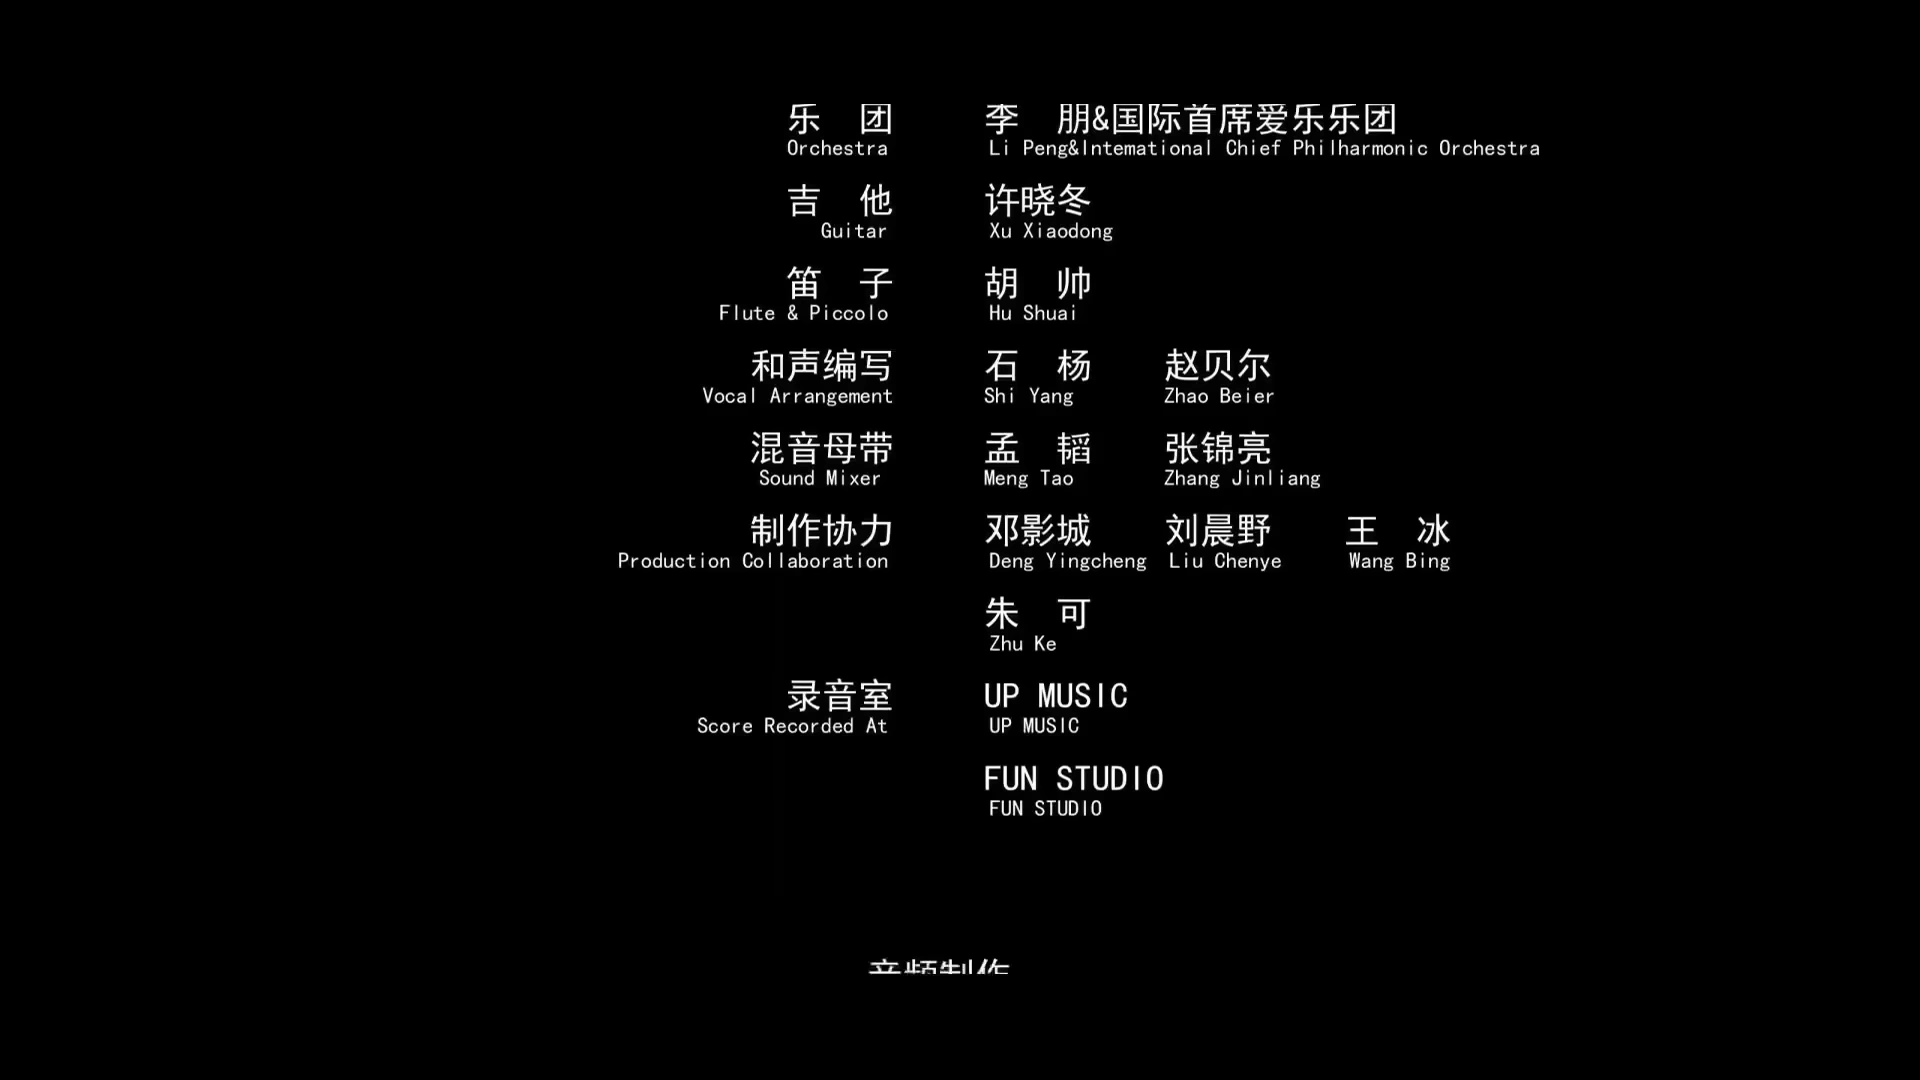 乐 团 李 朋&国际首席爱乐乐团
Orchestra Li Peng&Intemational Chief Philharmonic Orchestra
吉 他 许晓冬
Guitar Xu Xiaodong
笛 子 胡 帅
Flute & Piccolo Hu Shuai
和声编写 石 杨 赵贝尔
Vocal Arrangement Shi Yang Zhao Beier
混音母带 孟 韬 张锦亮
Sound Mixer Meng Tao Zhang Jinliang
制作协力 邓影城 刘晨野 王 冰
Production Collaboration Deng Yingcheng Liu Chenye Wang Bing
朱 可
Zhu Ke
录音室 UP MUSIC
Score Recorded At UP MUSIC
FUN STUDIO
FUN STUDIO
音频制作